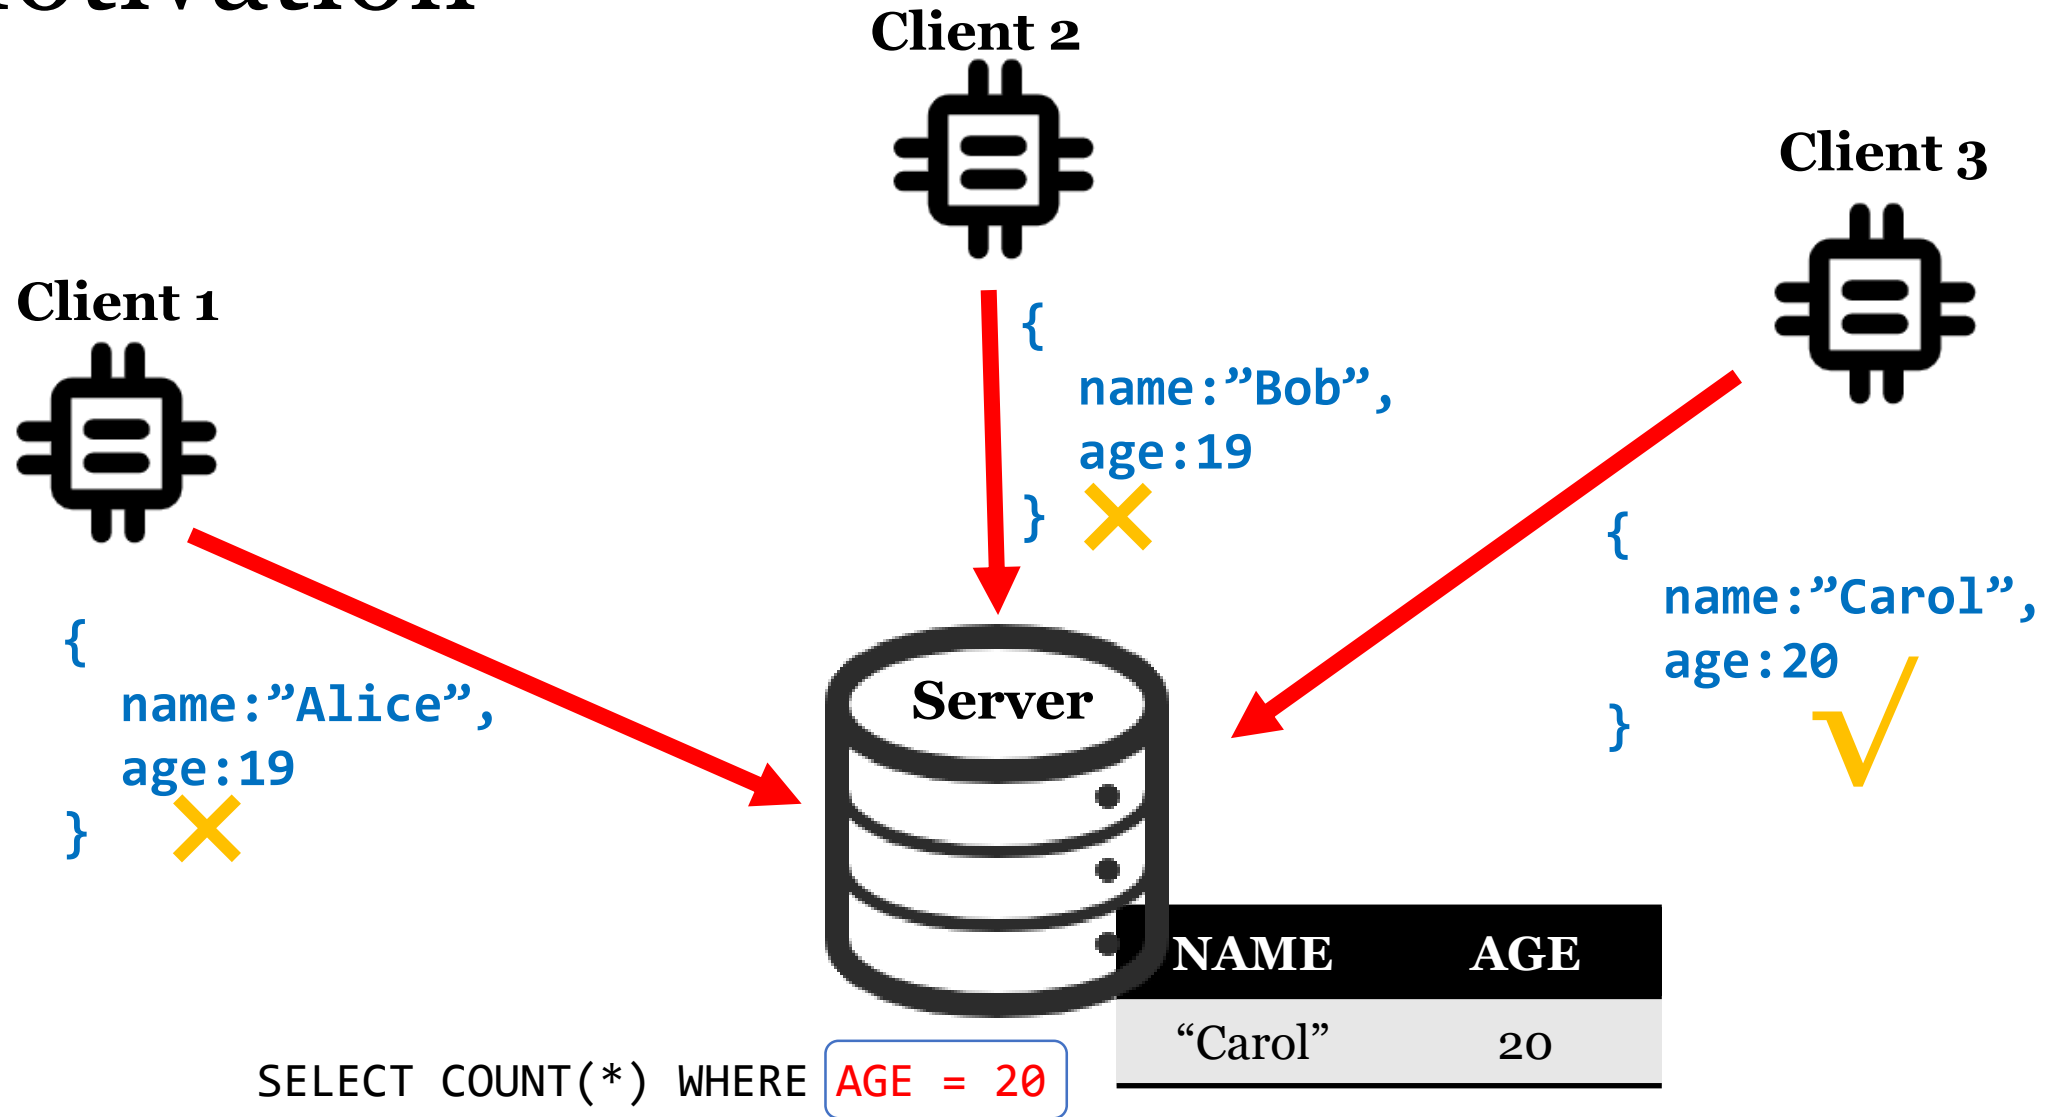 Client 2
Client 3
Client 1
{
name:”Bob”,
age:19
}
{
name:”Carol”,
age:20
}
{
name:”Alice”,
age:19
}
Server
NAME AGE
“Carol” 20
SELECT COUNT(*) WHERE AGE = 20